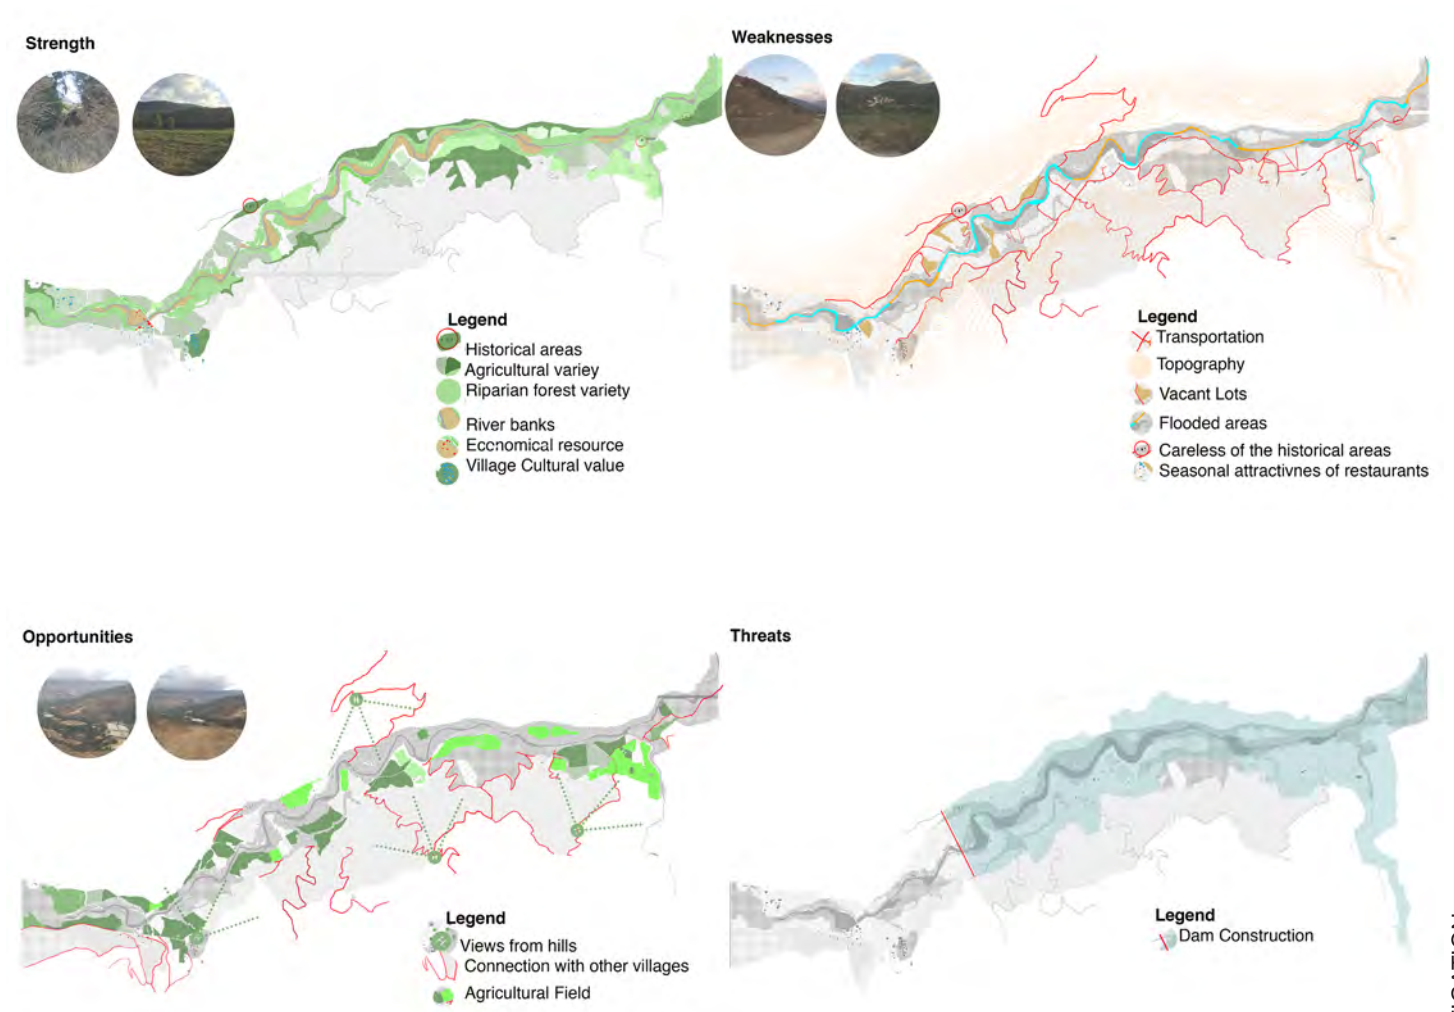 Strength
Weaknesses
Legend
Historical areas
Agricultural variey
Riparian forest variety
River banks
Eccncmical resource
Village Cultural value
Legend
Transportation
Topography
Vacant Lots
Flooded areas
Careless of the historical areas
Seasonal attractivnes of restaurants
Opportunities
Threats
Legend
Views from hills
Connection with other villages
Agricultural Field
Legend
Dam Construction